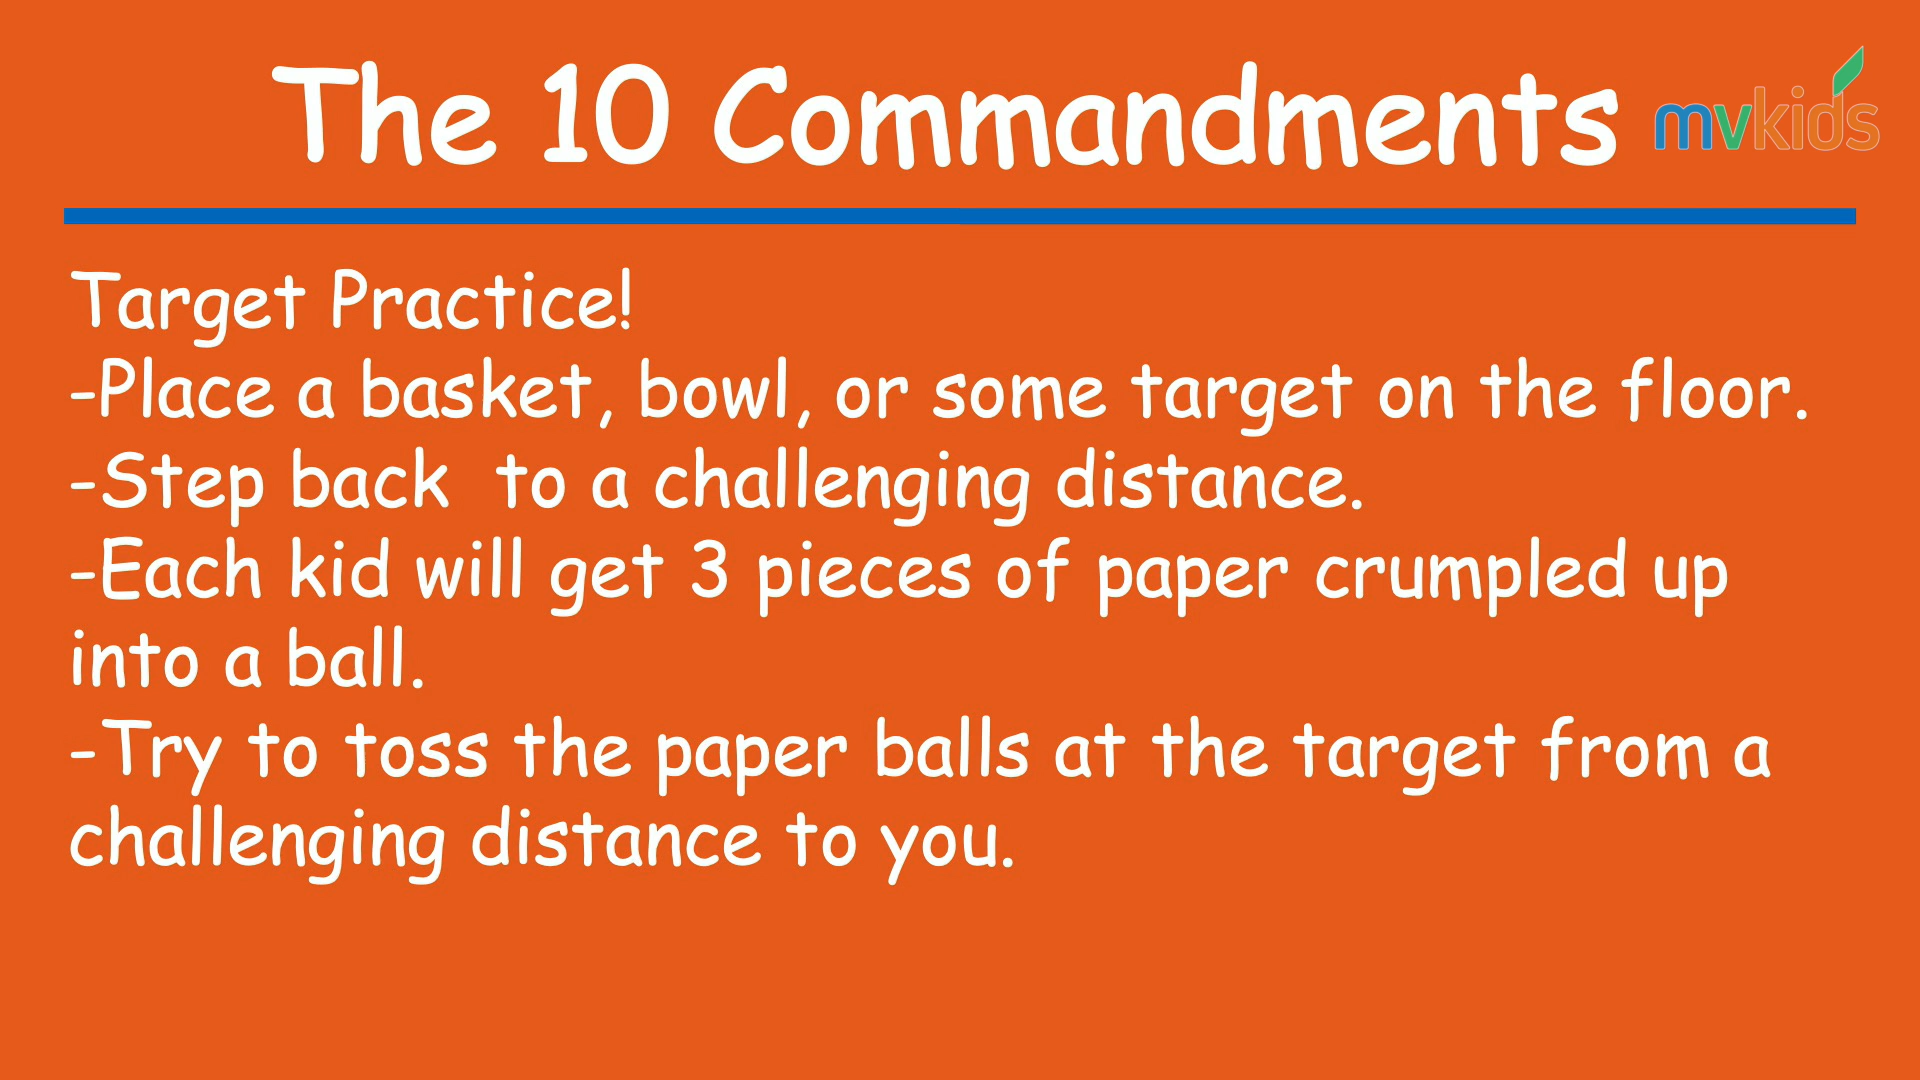 The 10 Commandments
mvkids
Target Practice!
-Place a basket, bowl, or some target on the floor.
-Step back  to a challenging distance.
-Each kid will get 3 pieces of paper crumpled up
into a ball.
-Try to toss the paper balls at the target from a
challenging distance to you.